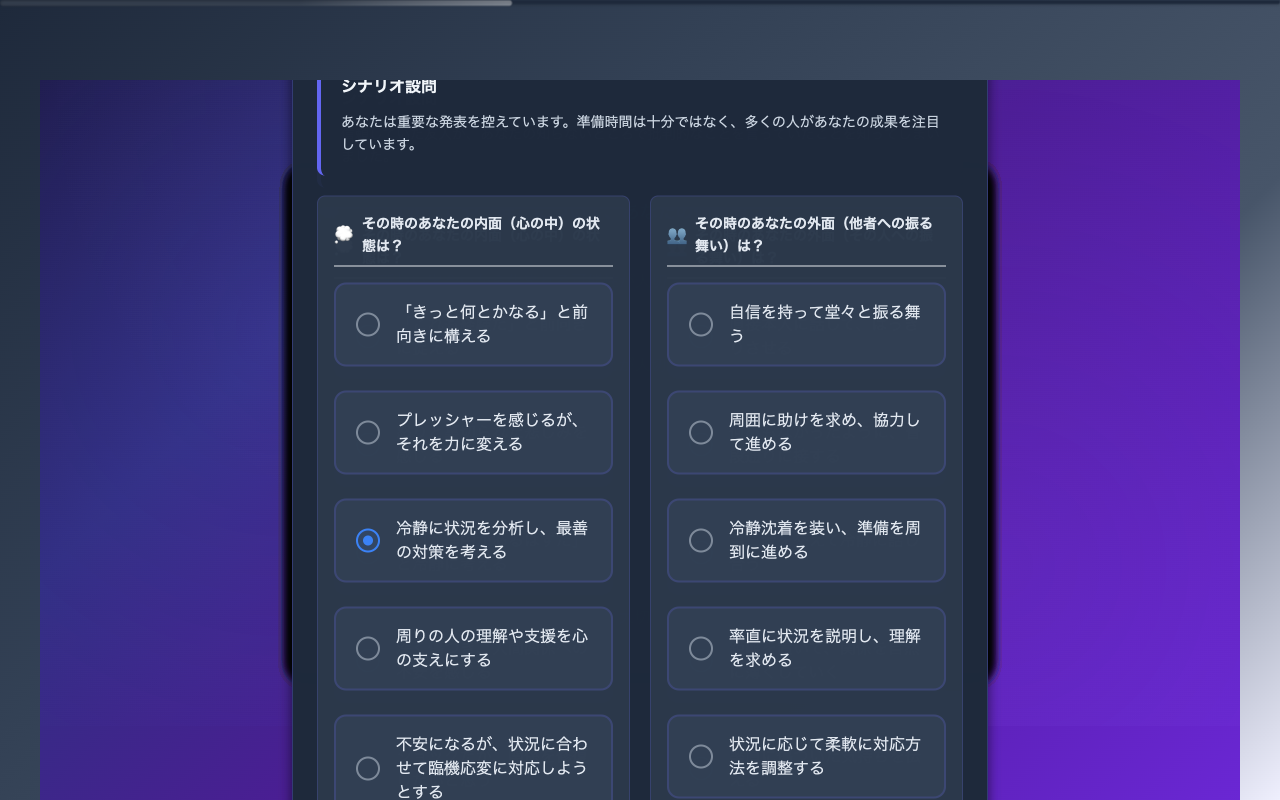 シナリオ設問
あなたは重要な発表を控えています。準備時間は十分ではなく、多くの人があなたの成果を注目
しています。
その時のあなたの内面（心の中）の状
態は？
「きっと何とかなる」と前
向きに構える
プレッシャーを感じるが、
それを力に変える
冷静に状況を分析し、最善
の対策を考える
周りの人の理解や支援を心
の支えにする
不安になるが、状況に合わ
せて臨機応変に対応しよう
とする
その時のあなたの外面（他者への振る
舞い）は？
自信を持って堂々と振る舞
う
周囲に助けを求め、協力し
て進める
冷静沈着を装い、準備を周
到に進める
率直に状況を説明し、理解
を求める
状況に応じて柔軟に対応方
法を調整する